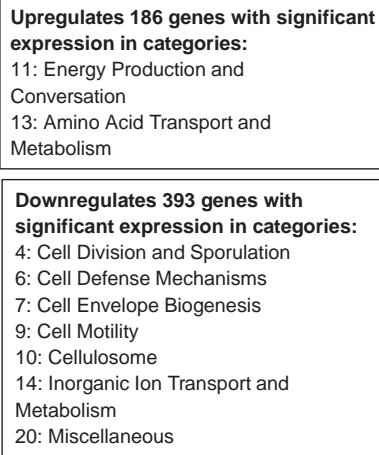 Upregulates 186 genes with significant
expression in categories:
11: Energy Production and
Conversation
13: Amino Acid Transport and
Metabolism
Downregulates 393 genes with
significant expression in categories:
4: Cell Division and Sporulation
6: Cell Defense Mechanisms
7: Cell Envelope Biogenesis
9: Cell Motility
10: Cellulosome
14: Inorganic Ion Transport and
Metabolism
20: Miscellaneous